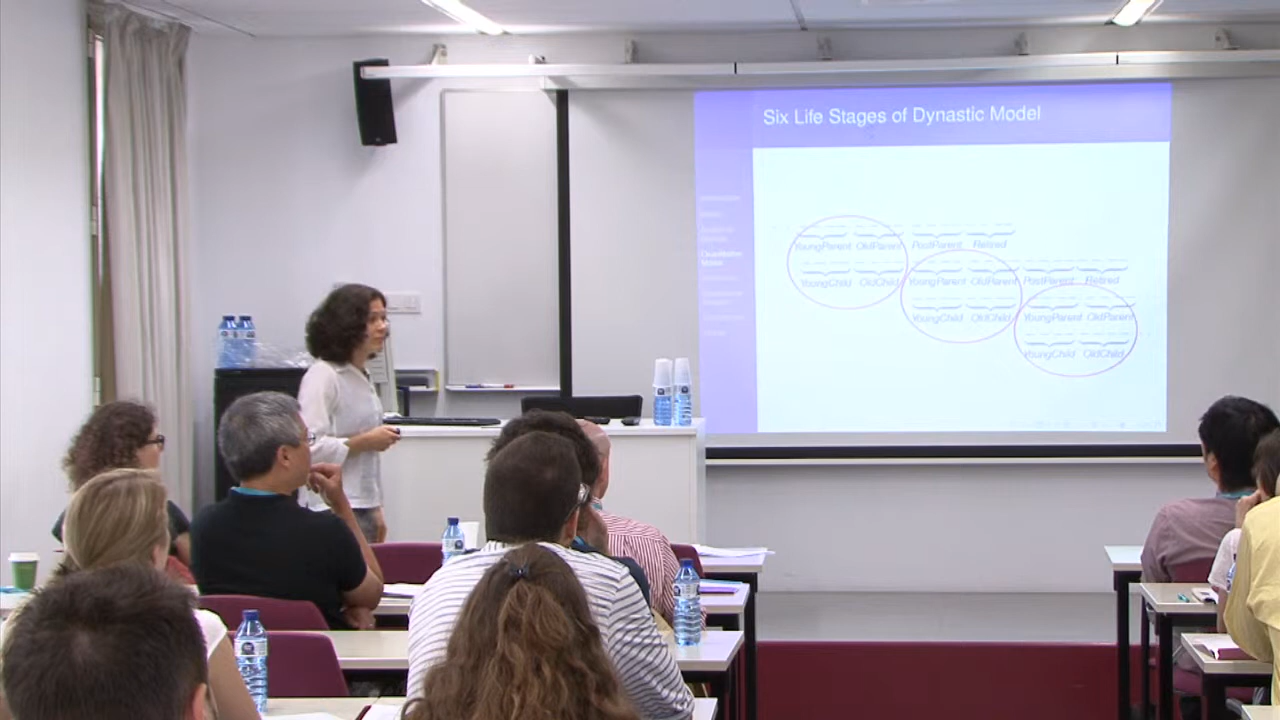 Six Life Stages of Dynastic Model
YoungParent OldParent PostParent Retired
YoungChild OldChild YoungParent OldParent PostParent Retired
YoungChild OldChild YoungParent OldParent
YoungChild OldChild
Quantitative